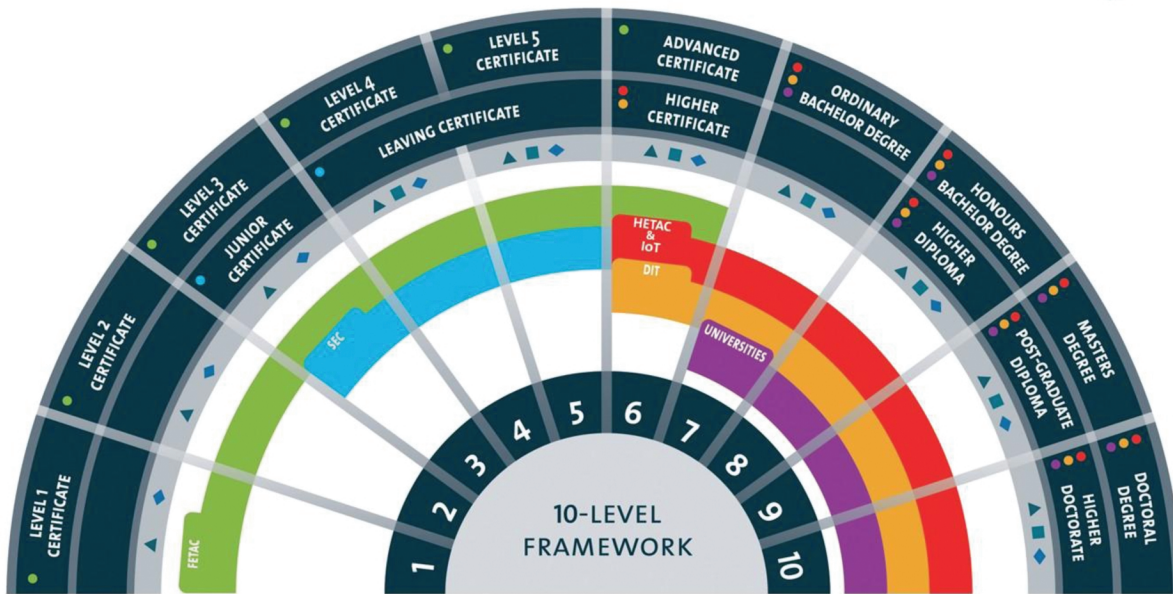 LEVEL 1
CERTIFICATE
LEVEL 2
CERTIFICATE
LEVEL 3
CERTIFICATE
JUNIOR
CERTIFICATE
LEVEL 4
CERTIFICATE
LEVEL 5
CERTIFICATE
LEAVING CERTIFICATE
ADVANCED
CERTIFICATE
HIGHER
CERTIFICATE
ORDINARY
BACHELOR DEGREE
HONOURS
BACHELOR DEGREE
HIGHER
DIPLOMA
MASTERS
DEGREE
POST-GRADUATE
DIPLOMA
DOCTORAL
DEGREE
HIGHER
DOCTORATE
FETAC
SEC
HETAC
&
IoT
DIT
UNIVERSITIES
1
2
3
4
5
6
7
8
9
10
10-LEVEL
FRAMEWORK